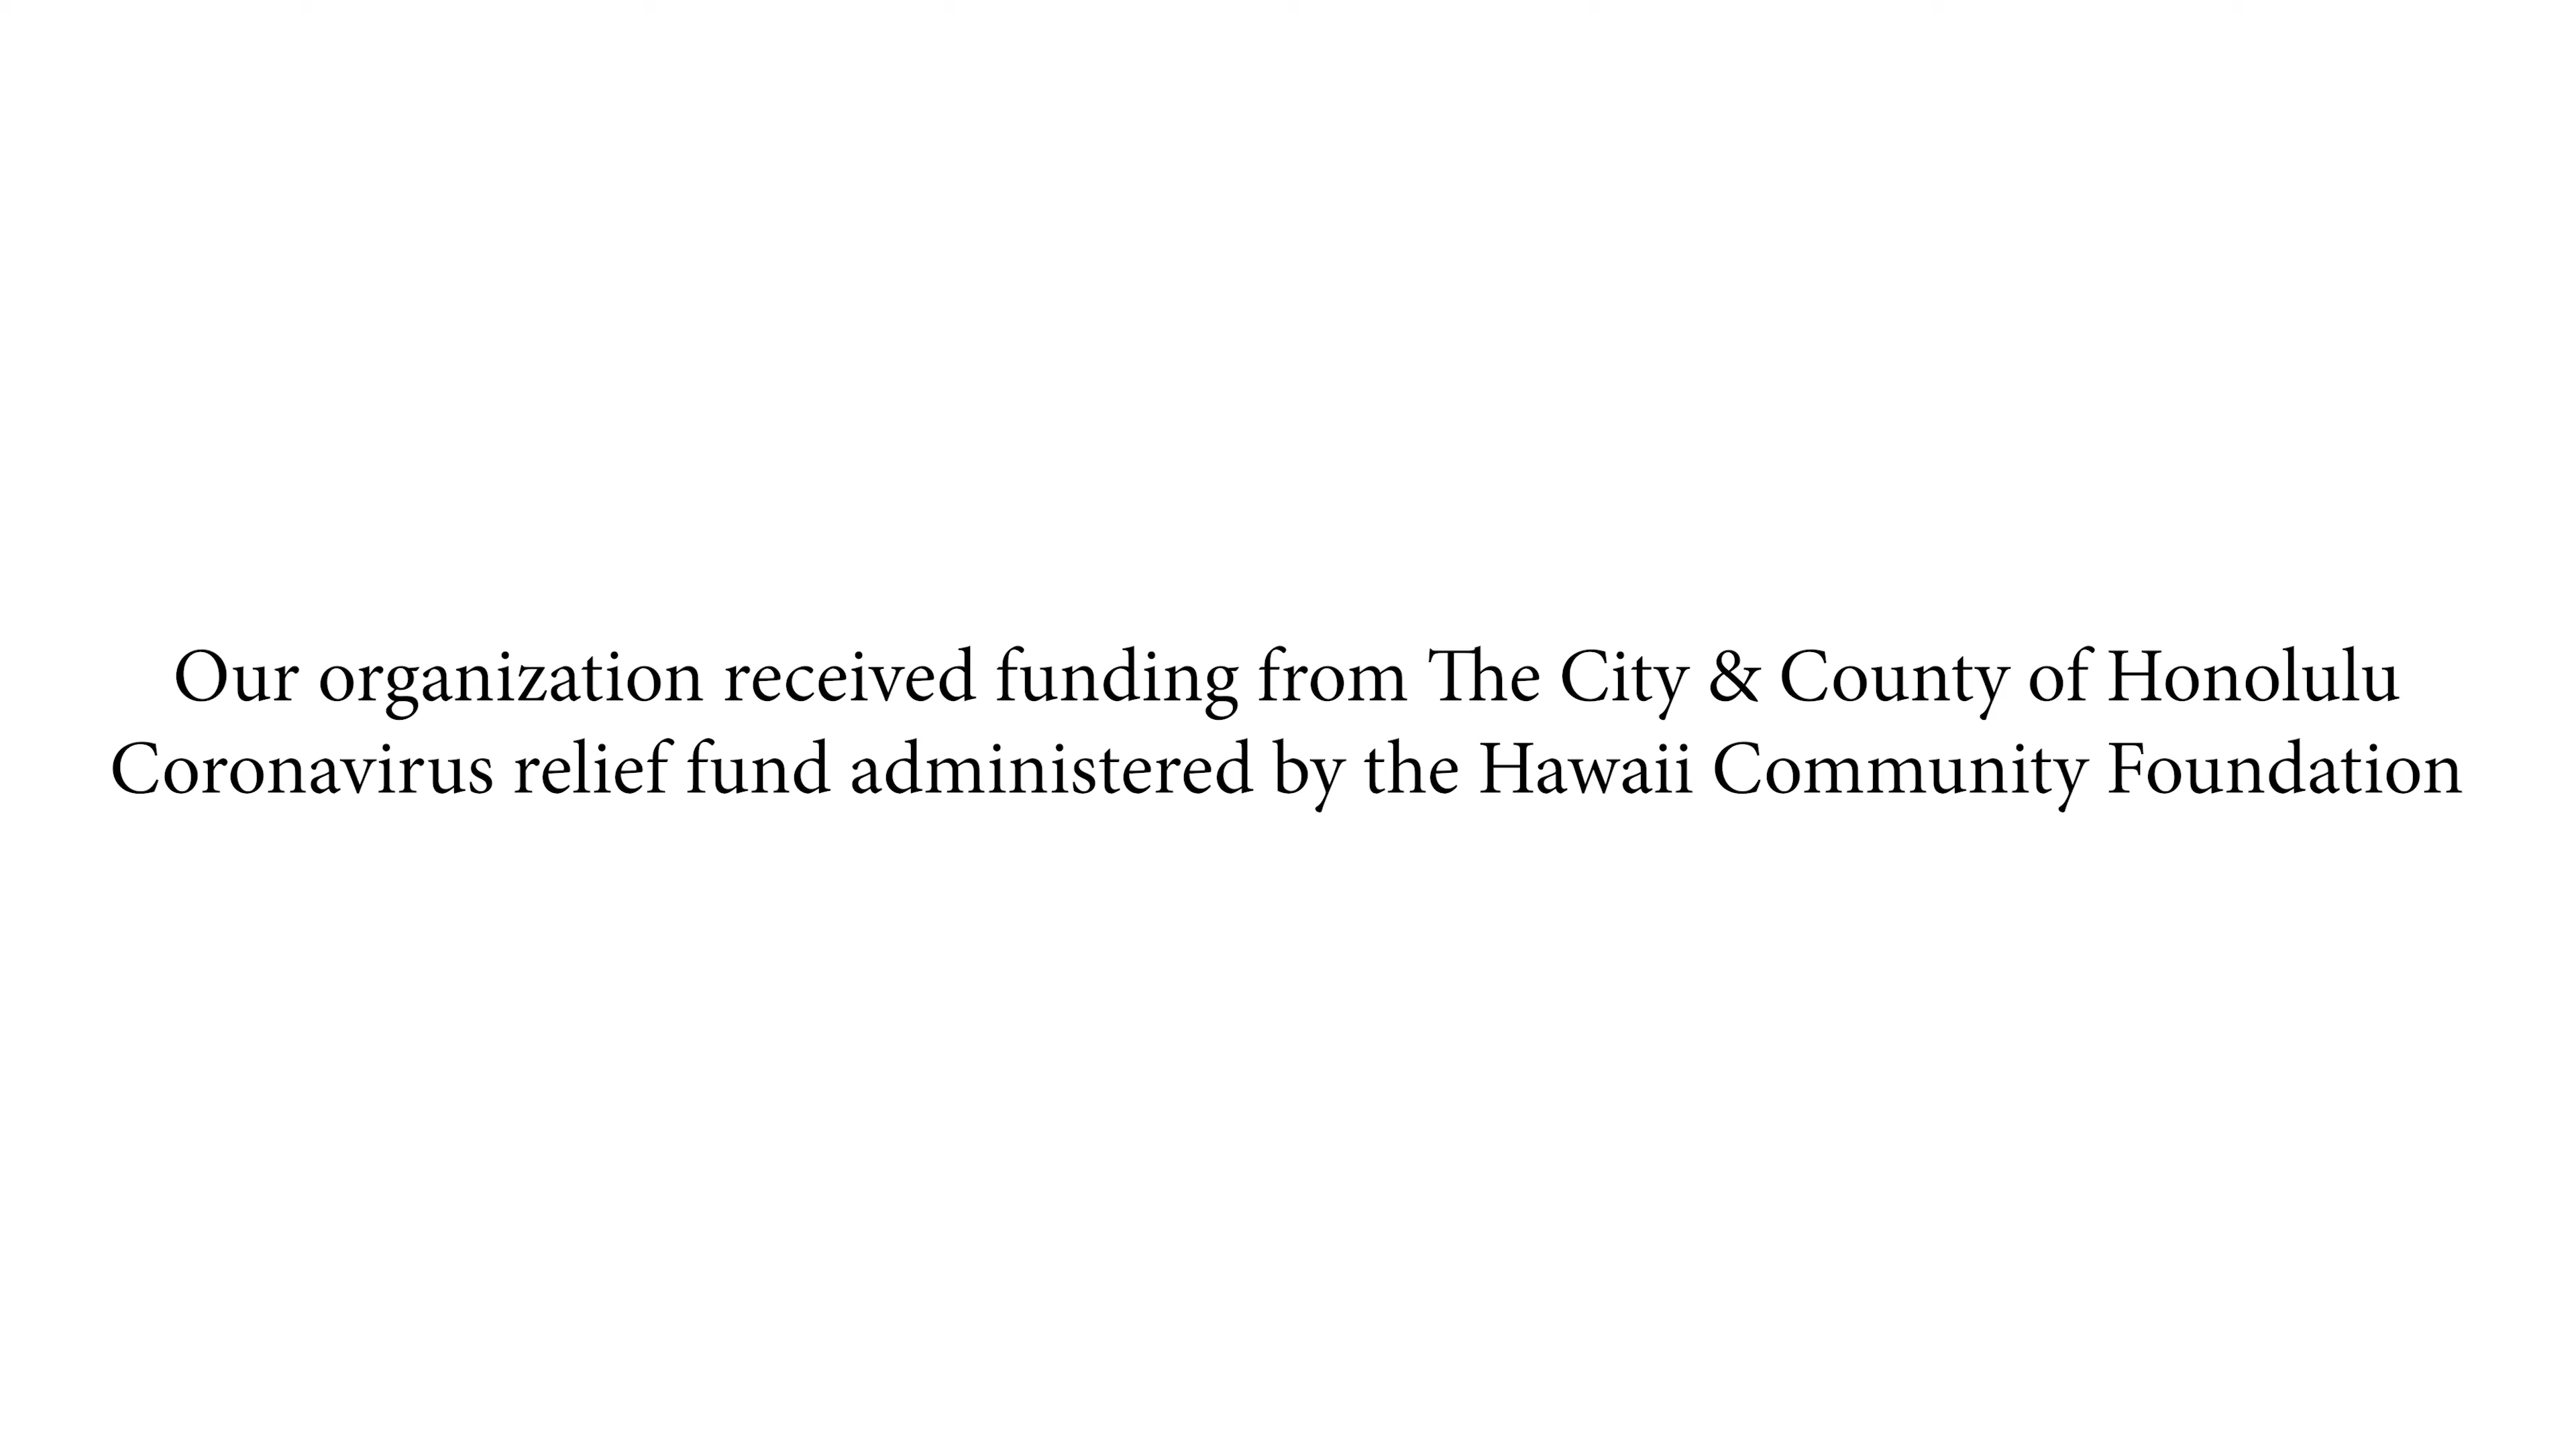 Our organization received funding from The City & County of Honolulu
Coronavirus relief fund administered by the Hawaii Community Foundation